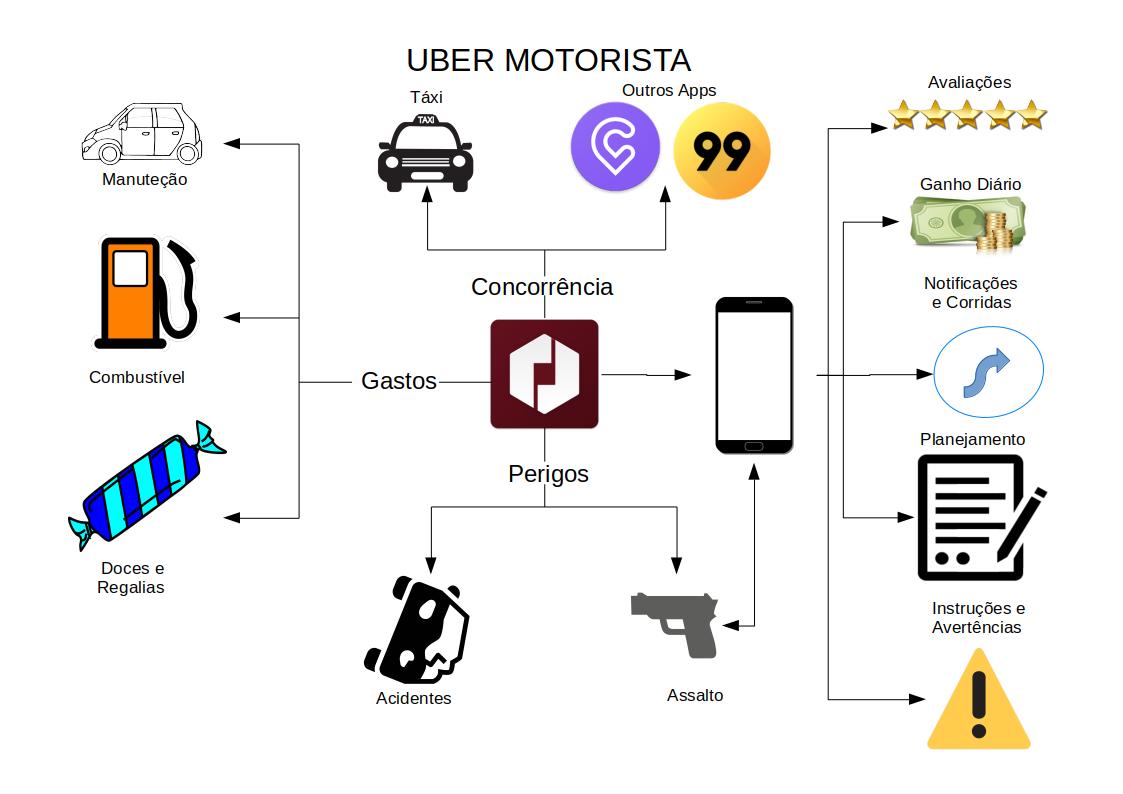 UBER MOTORISTA
Táxi
TAXI
Outros Apps
99
Avaliações
Manuteção
Ganho Diário
Concorrência
Notificações
e Corridas
Combustível
Gastos
Planejamento
Perigos
Doces e
Regalias
Instruções e
Avertências
Acidentes
Assalto